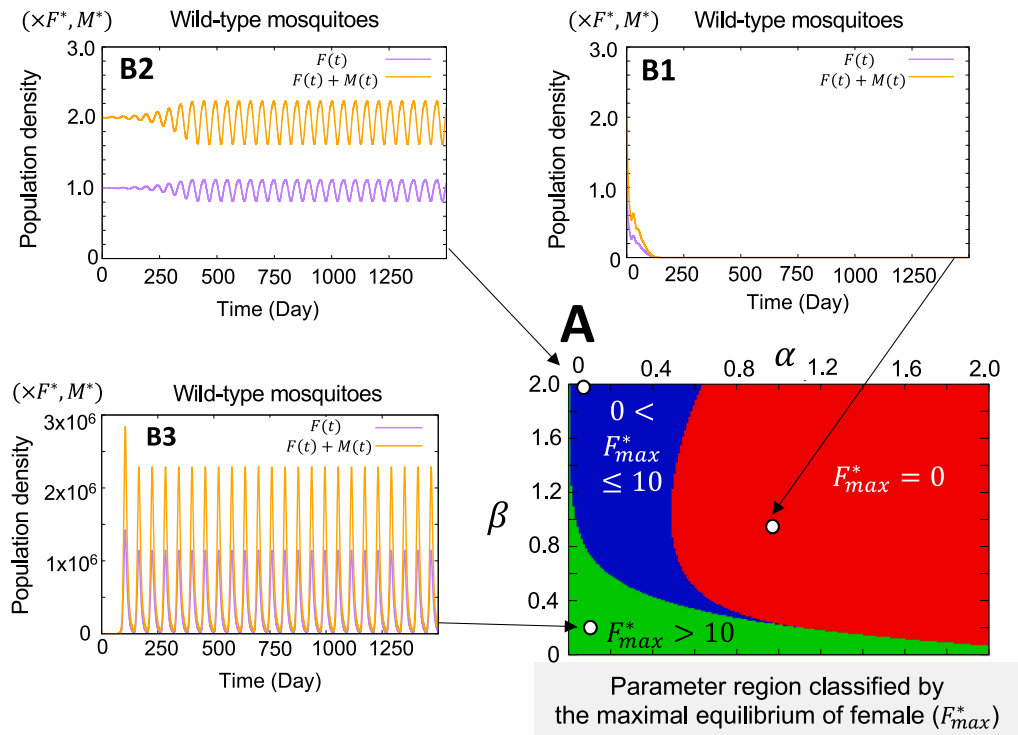 (×F*, M*) Wild-type mosquitoes
B2
F(t)
F(t) + M(t)
Population density
3.0
2.0
1.0
0
0 250 500 750 1000 1250
Time (Day)
(×F*, M*) Wild-type mosquitoes
B1
F(t)
F(t) + M(t)
Population density
3.0
2.0
1.0
0
0 250 500 750 1000 1250
Time (Day)
(×F*, M*) Wild-type mosquitoes
B3
F(t)
F(t) + M(t)
Population density
3x10⁶
2x10⁶
1x10⁶
0
0 250 500 750 1000 1250
Time (Day)
A
α
0 0.4 0.8 1.2 1.6 2.0
β
2.0
1.6
1.2
0.8
0.4
0
0 <
F*max
≤ 10
F*max = 0
F*max > 10
Parameter region classified by
the maximal equilibrium of female (F*max)